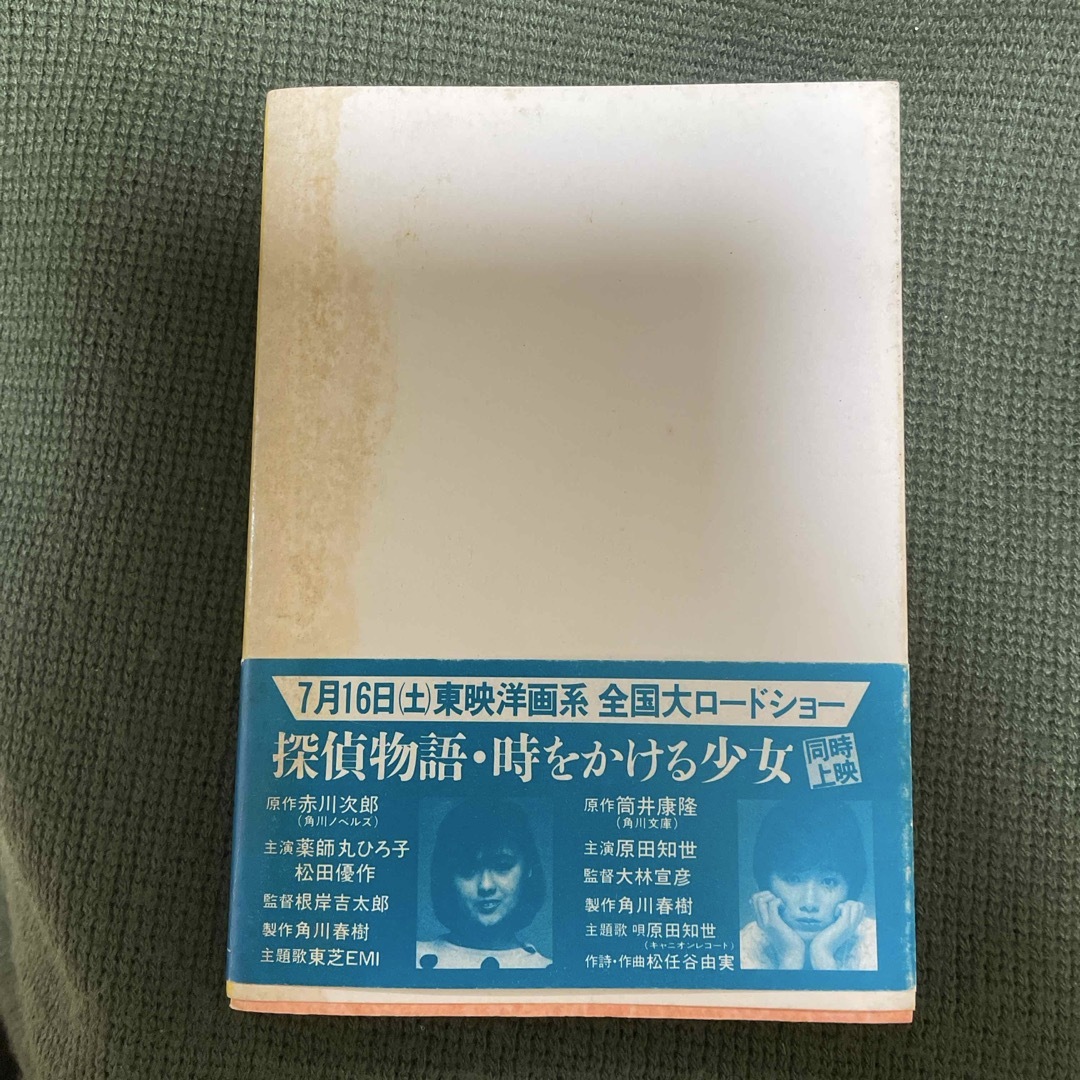 7月16日(土)東映洋画系 全国大ロードショー
探偵物語・時をかける少女 同時上映
原作 赤川次郎
(角川ノベルズ)
主演 薬師丸ひろ子
松田優作
監督 根岸吉太郎
製作 角川春樹
主題歌 東芝EMI
原作 筒井康隆
(角川文庫)
主演 原田知世
監督 大林宣彦
製作 角川春樹
主題歌 唄 原田知世
(キャニオンレコード)
作詩・作曲 松任谷由実